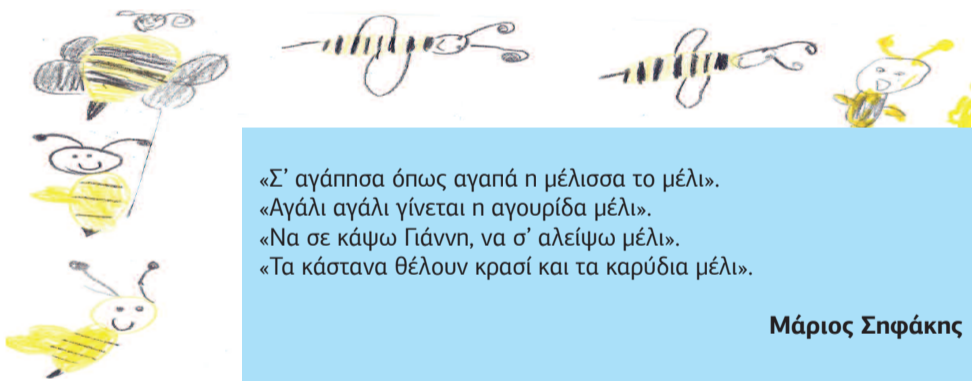 «Σ’ αγάπησα όπως αγαπά η μέλισσα το μέλι».
«Αγάλι αγάλι γίνεται η αγουρίδα μέλι».
«Να σε κάψω Γιάννη, να σ’ αλείψω μέλι».
«Τα κάστανα θέλουν κρασί και τα καρύδια μέλι».
Μάριος Σηφάκης